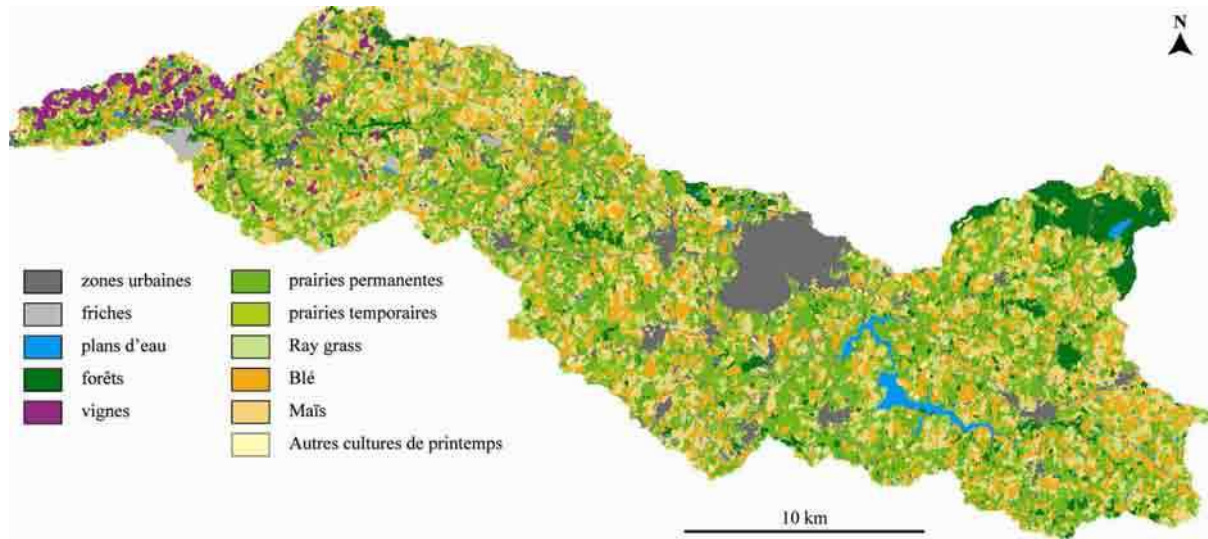 N
zones urbaines
friches
plans d'eau
forêts
vignes
prairies permanentes
prairies temporaires
Ray grass
Blé
Maïs
Autres cultures de printemps
10 km